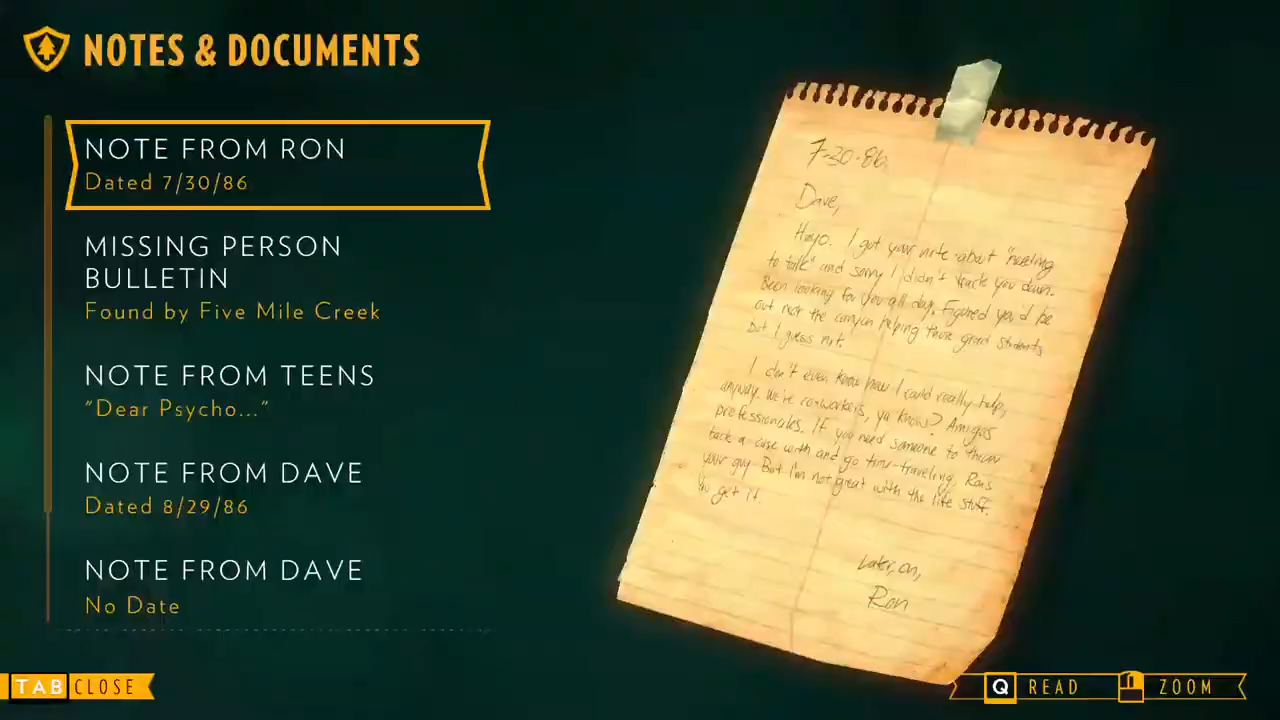 NOTES & DOCUMENTS
NOTE FROM RON
Dated 7/30/86
MISSING PERSON
BULLETIN
Found by Five Mile Creek
NOTE FROM TEENS
"Dear Psycho..."
NOTE FROM DAVE
Dated 8/29/86
NOTE FROM DAVE
No Date
7-30-86
Dave,
Heyo. I got your note about "needing
to talk" and sorry I didn't track you down.
Been looking for you all day. Figured you'd be
out near the canyon helping those grad students
but I guess not.
I don't even know how I could really help,
anyway. We're co-workers, ya know? Amigos
professionales. If you need someone to throw
back a case with and go time-traveling, Ron's
your guy. But I'm not great with the life stuff.
You get it.
Later, on,
Ron
TAB CLOSE
Q READ
ZOOM